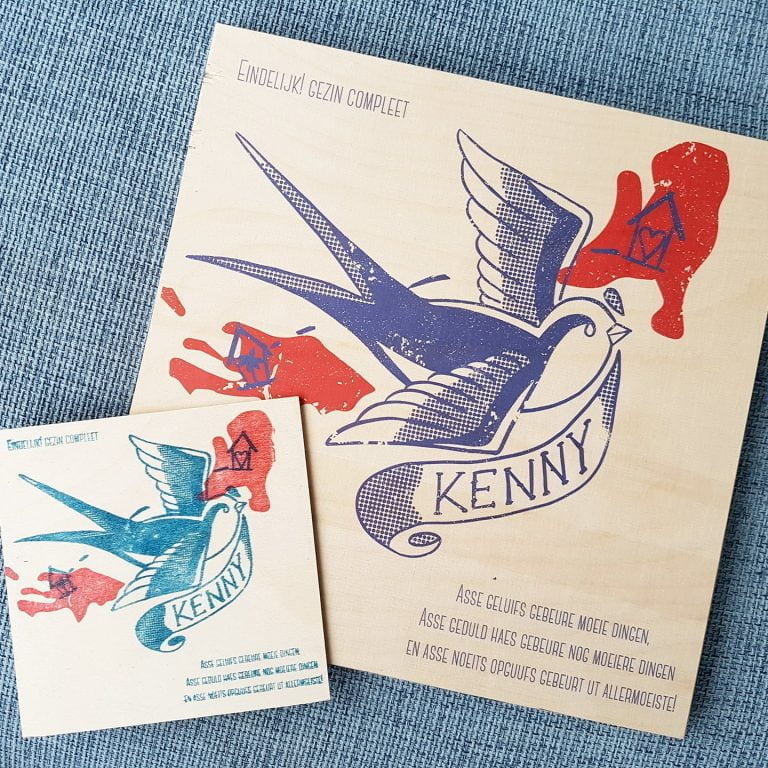 EINDELIJK! GEZIN COMPLEET
KENNY
ASSE GELUIFS GEBEURE MOEIE DINGEN,
ASSE GEDULD HAES GEBEURE NOG MOEIERE DINGEN
EN ASSE NOEITS OPGUUFS GEBEURT UT ALLERMOEISTE!
EINDELIJK! GEZIN COMPLEET
KENNY
ASSE GELUIFS GEBEURE MOEIE DINGEN,
ASSE GEDULD HAES GEBEURE NOG MOEIERE DINGEN
EN ASSE NOEITS OPGUUFS GEBEURT UT ALLERMOEISTE!